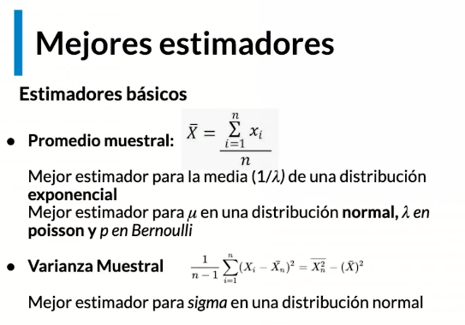 Mejores estimadores
Estimadores básicos
• Promedio muestral: X̄ = \frac{\sum_{i=1}^{n} x_i}{n}
Mejor estimador para la media (1/λ) de una distribución
exponencial
Mejor estimador para μ en una distribución normal, λ en
poisson y p en Bernoulli
• Varianza Muestral \frac{1}{n-1} \sum_{i=1}^{n} (X_i - \bar{X}_n)^2 = \overline{X_n^2} - (\bar{X})^2
Mejor estimador para sigma en una distribución normal